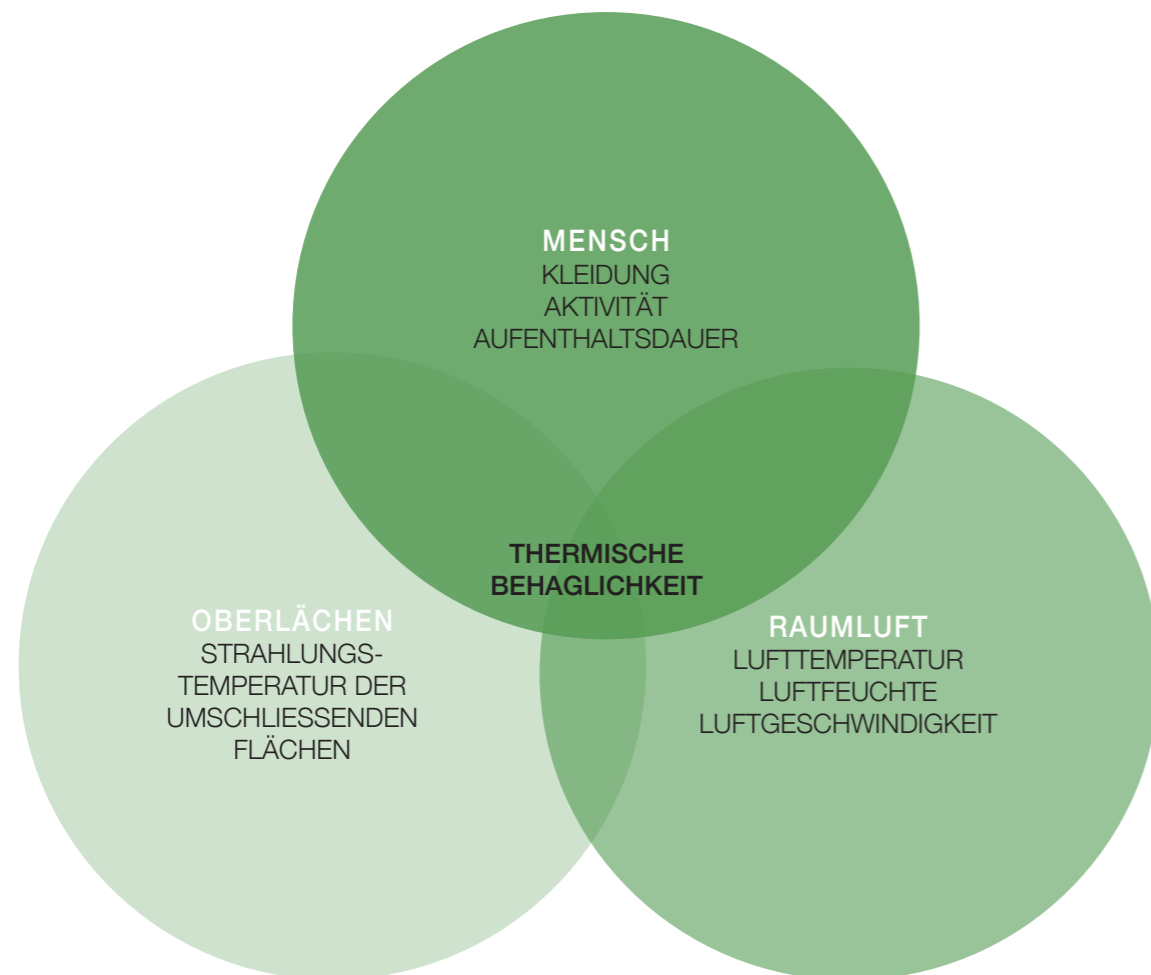 MENSCH
KLEIDUNG
AKTIVITÄT
AUFENTHALTSDAUER
THERMISCHE
BEHAGLICHKEIT
OBERLÄCHEN
STRAHLUNGS-
TEMPERATUR DER
UMSCHLIESSENDEN
FLÄCHEN
RAUMLUFT
LUFTTEMPERATUR
LUFTFEUCHTE
LUFTGESCHWINDIGKEIT